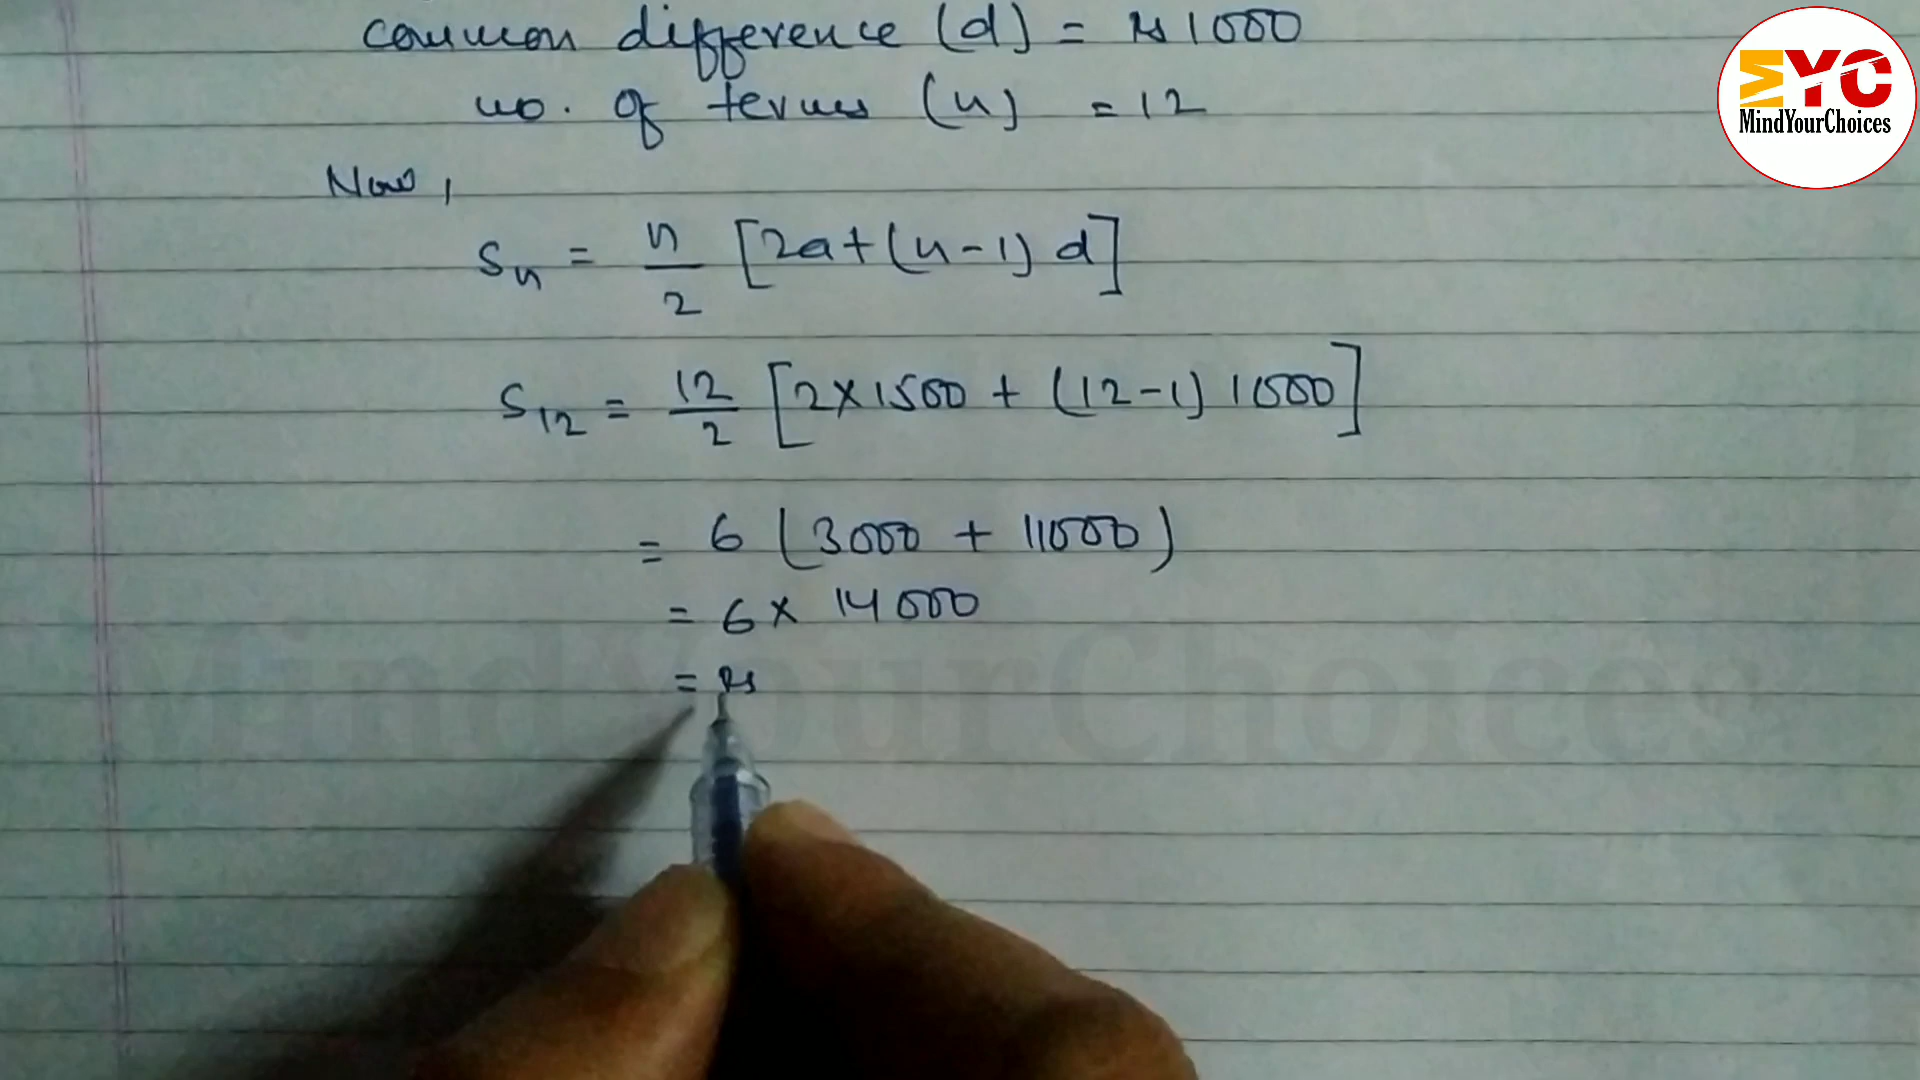 common difference (d) = Rs 1000
no. of terms (n) = 12
Now,
Sn = n/2 [2a+(n-1) d]
S12 = 12/2 [2×1500 + (12-1) 1000]
= 6 (3000 + 11000)
= 6× 14000
= Rs
MYC
MindYourChoices
MindYourChoices